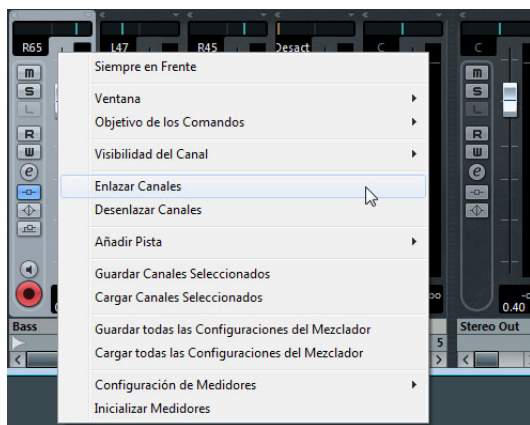 R65 L47 R45 Desact C C
m m
S S
L L
R R
W W
e e
Siempre en Frente
Ventana
Objetivo de los Comandos
Visibilidad del Canal
Enlazar Canales
Desenlazar Canales
Añadir Pista
Guardar Canales Seleccionados
Cargar Canales Seleccionados
Guardar todas las Configuraciones del Mezclador
Cargar todas las Configuraciones del Mezclador
Configuración de Medidores
Inicializar Medidores
0.40
Bass Stereo Out
5